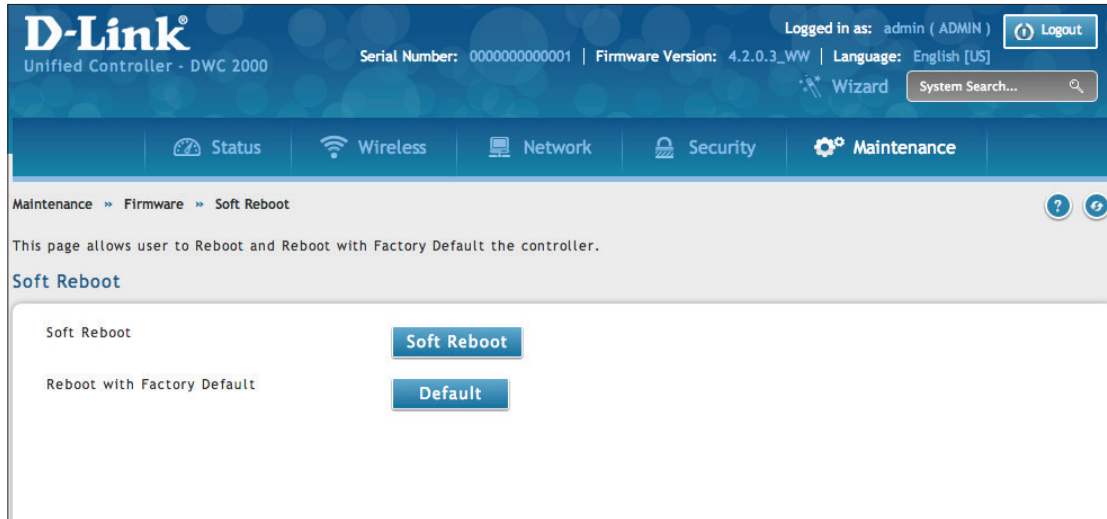 D-Link®
Unified Controller - DWC 2000
Logged in as: admin ( ADMIN )
Logout
Serial Number: 0000000000001 | Firmware Version: 4.2.0.3_WW | Language: English [US]
Wizard
System Search...
Status
Wireless
Network
Security
Maintenance
Maintenance » Firmware » Soft Reboot
?
This page allows user to Reboot and Reboot with Factory Default the controller.
Soft Reboot
Soft Reboot
Soft Reboot
Reboot with Factory Default
Default